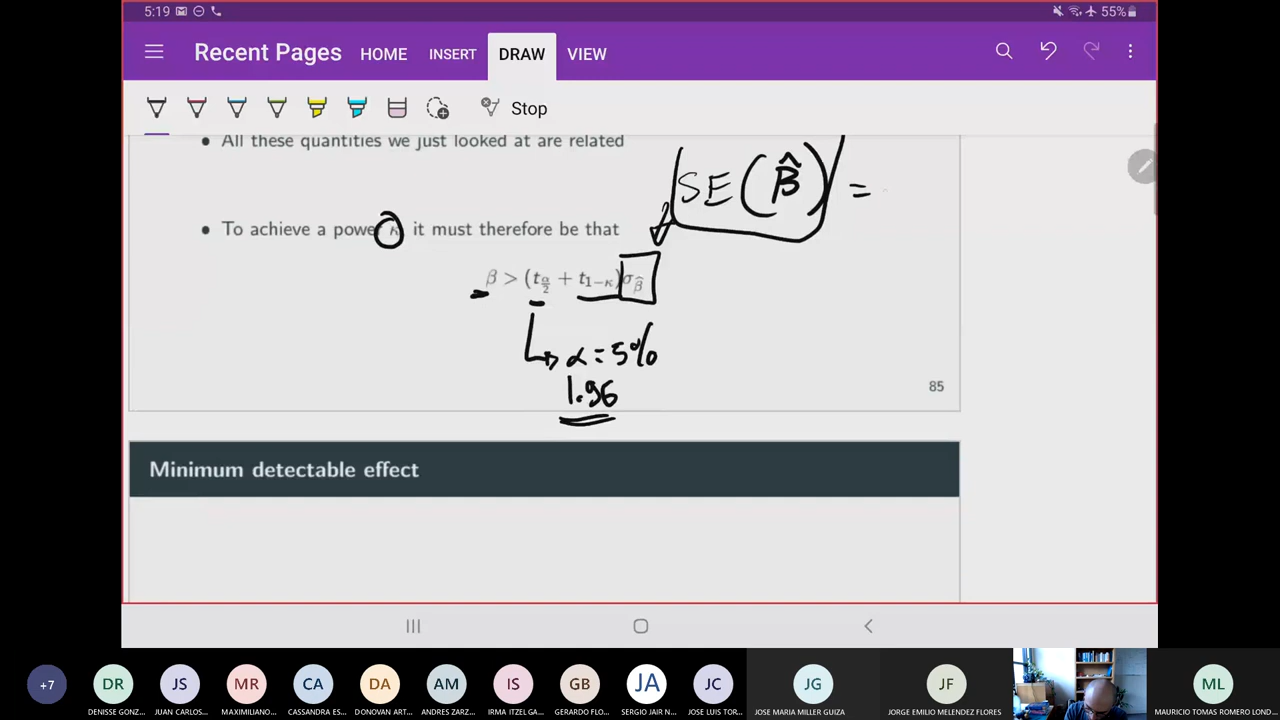 5:19
55%
Recent Pages HOME INSERT DRAW VIEW
Stop
• All these quantities we just looked at are related
SE(β̂) =
• To achieve a power κ it must therefore be that
β > (t_{α/2} + t_{1−κ})σ_β̂
α = 5%
1.96
85
Minimum detectable effect
+7 DR JS MR CA DA AM IS GB JA JC JG JF ML
DENISSE GONZ... JUAN CARLOS... MAXIMILIANO... CASSANDRA ES... DONOVAN ART... ANDRES ZARZ... IRMA ITZEL GA... GERARDO FLO... SERGIO JAIR N... JOSE LUIS TOR... JOSE MARIA MILLER GUIZA JORGE EMILIO MELENDEZ FLORES MAURICIO TOMAS ROMERO LOND...